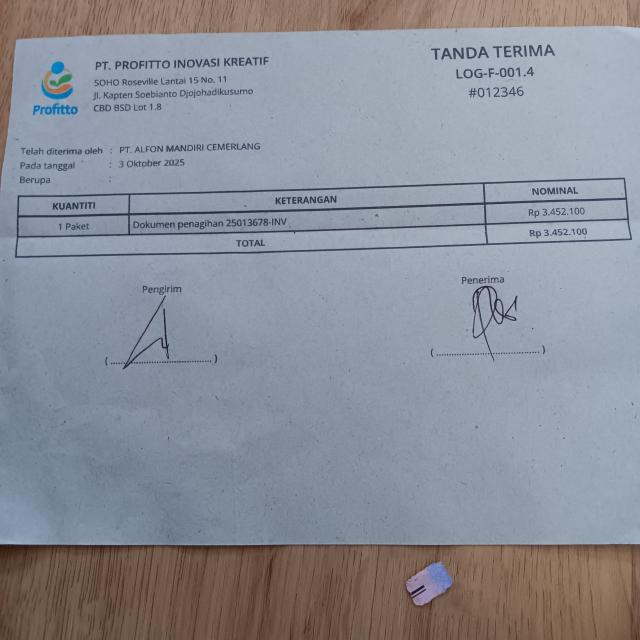 Profitto
PT. PROFITTO INOVASI KREATIF
SOHO Roseville Lantai 15 No. 11
Jl. Kapten Soebianto Djojohadikusumo
CBD BSD Lot 1.8
TANDA TERIMA
LOG-F-001.4
#012346
Telah diterima oleh : PT. ALFON MANDIRI CEMERLANG
Pada tanggal : 3 Oktober 2025
Berupa :
KUANTITI KETERANGAN NOMINAL
1 Paket Dokumen penagihan 25013678-INV Rp 3.452.100
TOTAL Rp 3.452.100
Pengirim Penerima
(................................) (................................)